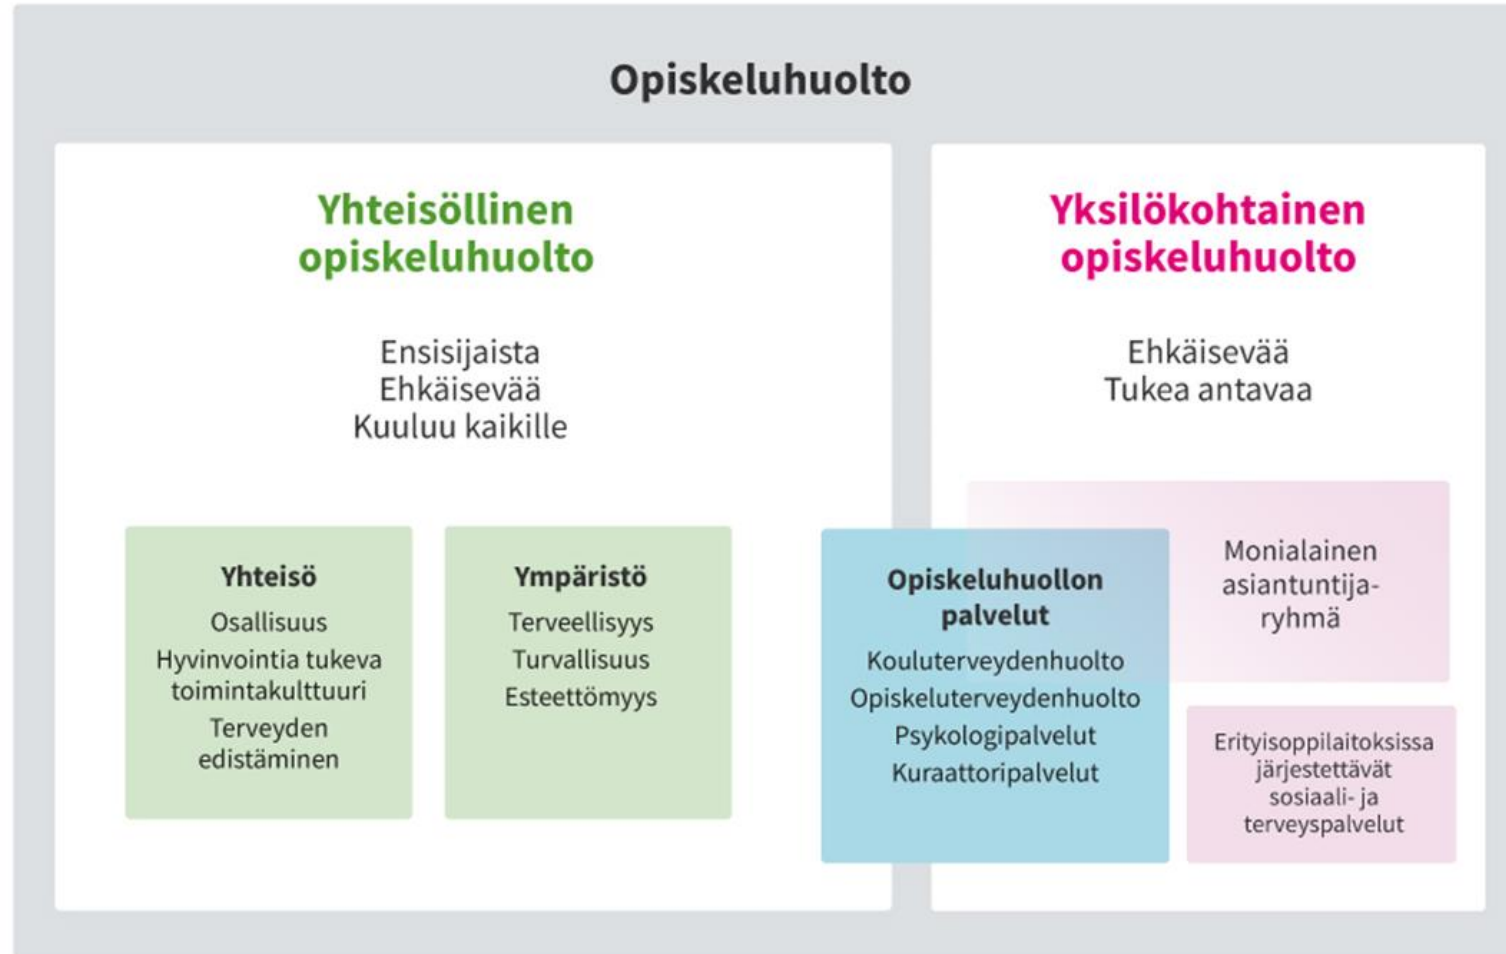 Opiskeluhuolto
Yhteisöllinen
opiskeluhuolto
Ensisijaista
Ehkäisevää
Kuuluu kaikille
Yhteisö
Osallisuus
Hyvinvointia tukeva
toimintakulttuuri
Terveyden
edistäminen
Ympäristö
Terveellisyys
Turvallisuus
Esteettömyys
Opiskeluhuollon
palvelut
Kouluterveydenhuolto
Opiskeluterveydenhuolto
Psykologipalvelut
Kuraattoripalvelut
Yksilökohtainen
opiskeluhuolto
Ehkäisevää
Tukea antavaa
Monialainen
asiantuntija-
ryhmä
Erityisoppilaitoksissa
järjestettävät
sosiaali- ja
terveyspalvelut